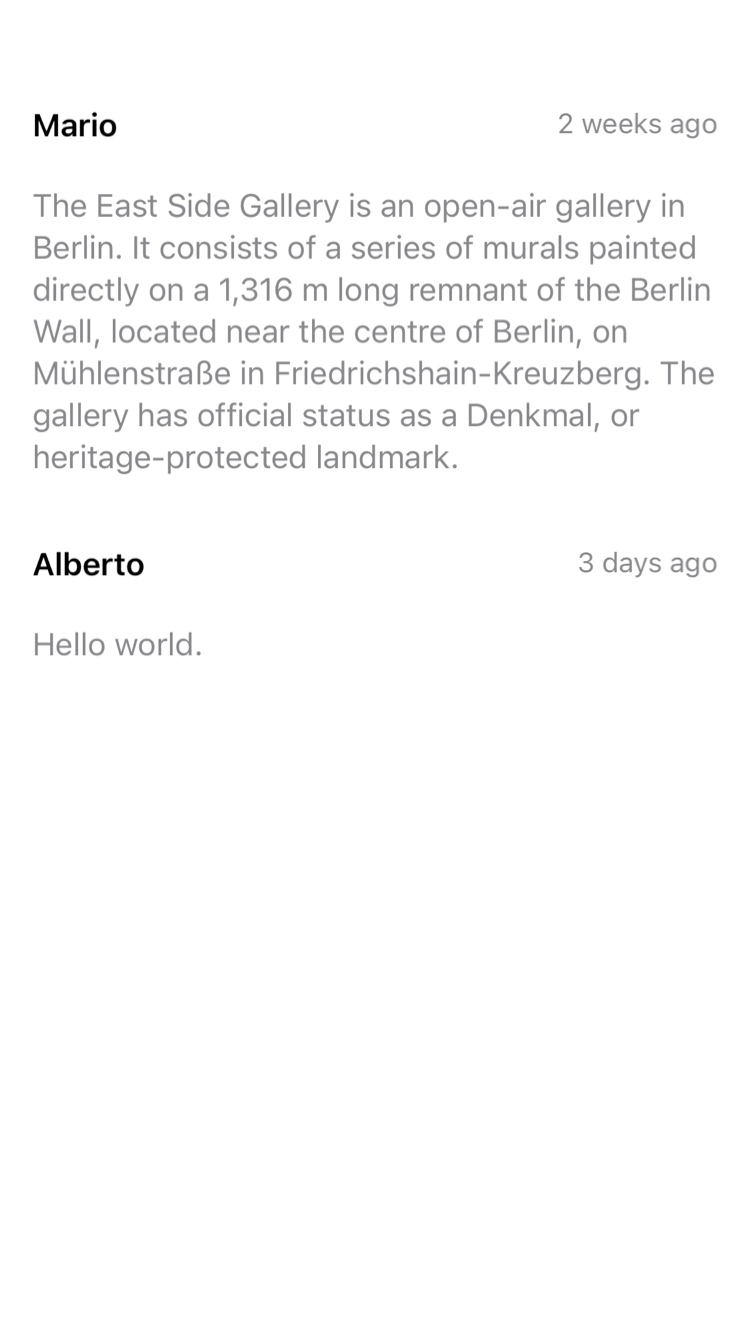 Mario
2 weeks ago
The East Side Gallery is an open-air gallery in
Berlin. It consists of a series of murals painted
directly on a 1,316 m long remnant of the Berlin
Wall, located near the centre of Berlin, on
Mühlenstraße in Friedrichshain-Kreuzberg. The
gallery has official status as a Denkmal, or
heritage-protected landmark.
Alberto
3 days ago
Hello world.